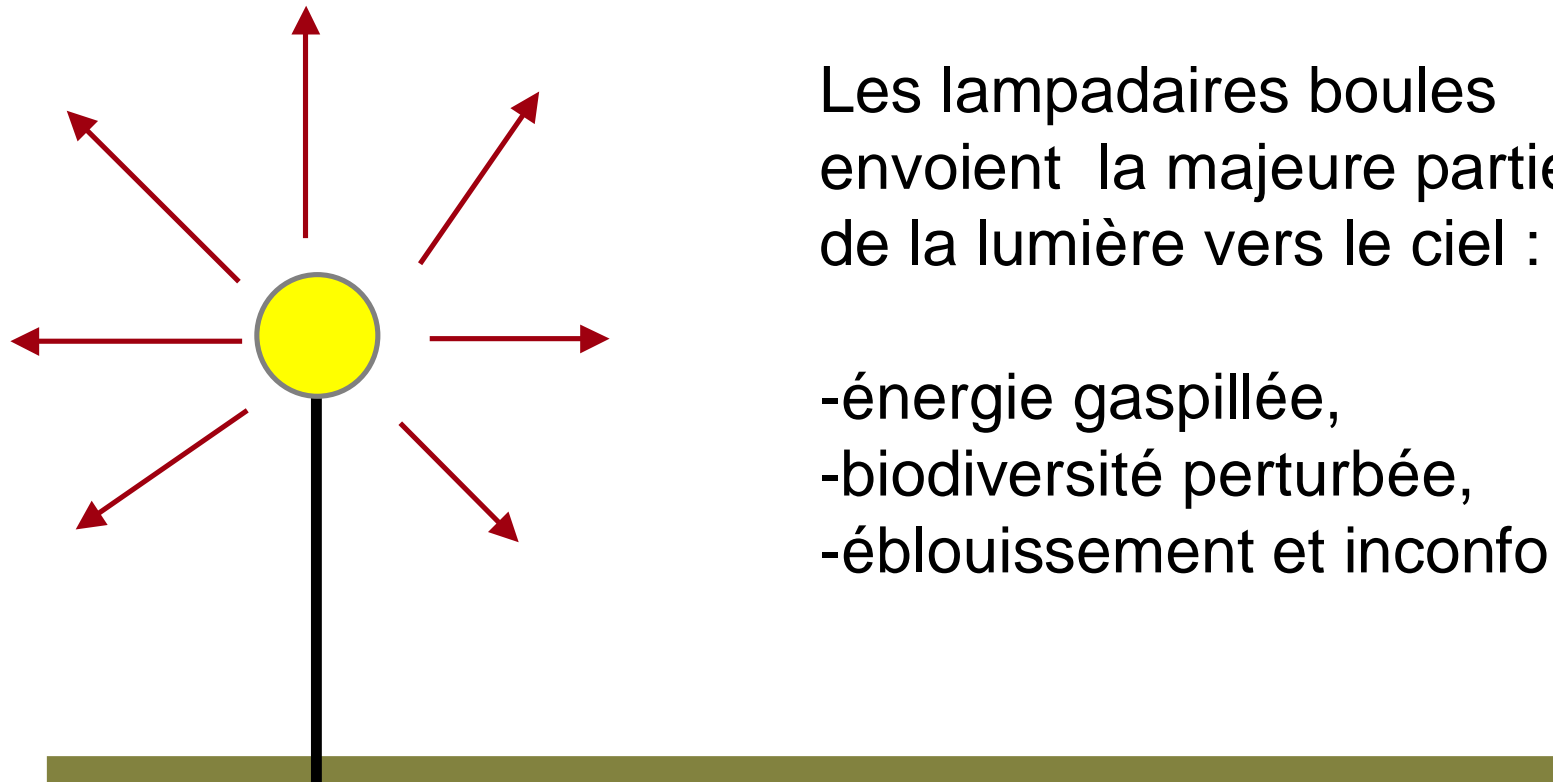 Les lampadaires boules
envoient la majeure partie
de la lumière vers le ciel :
-énergie gaspillée,
-biodiversité perturbée,
-éblouissement et